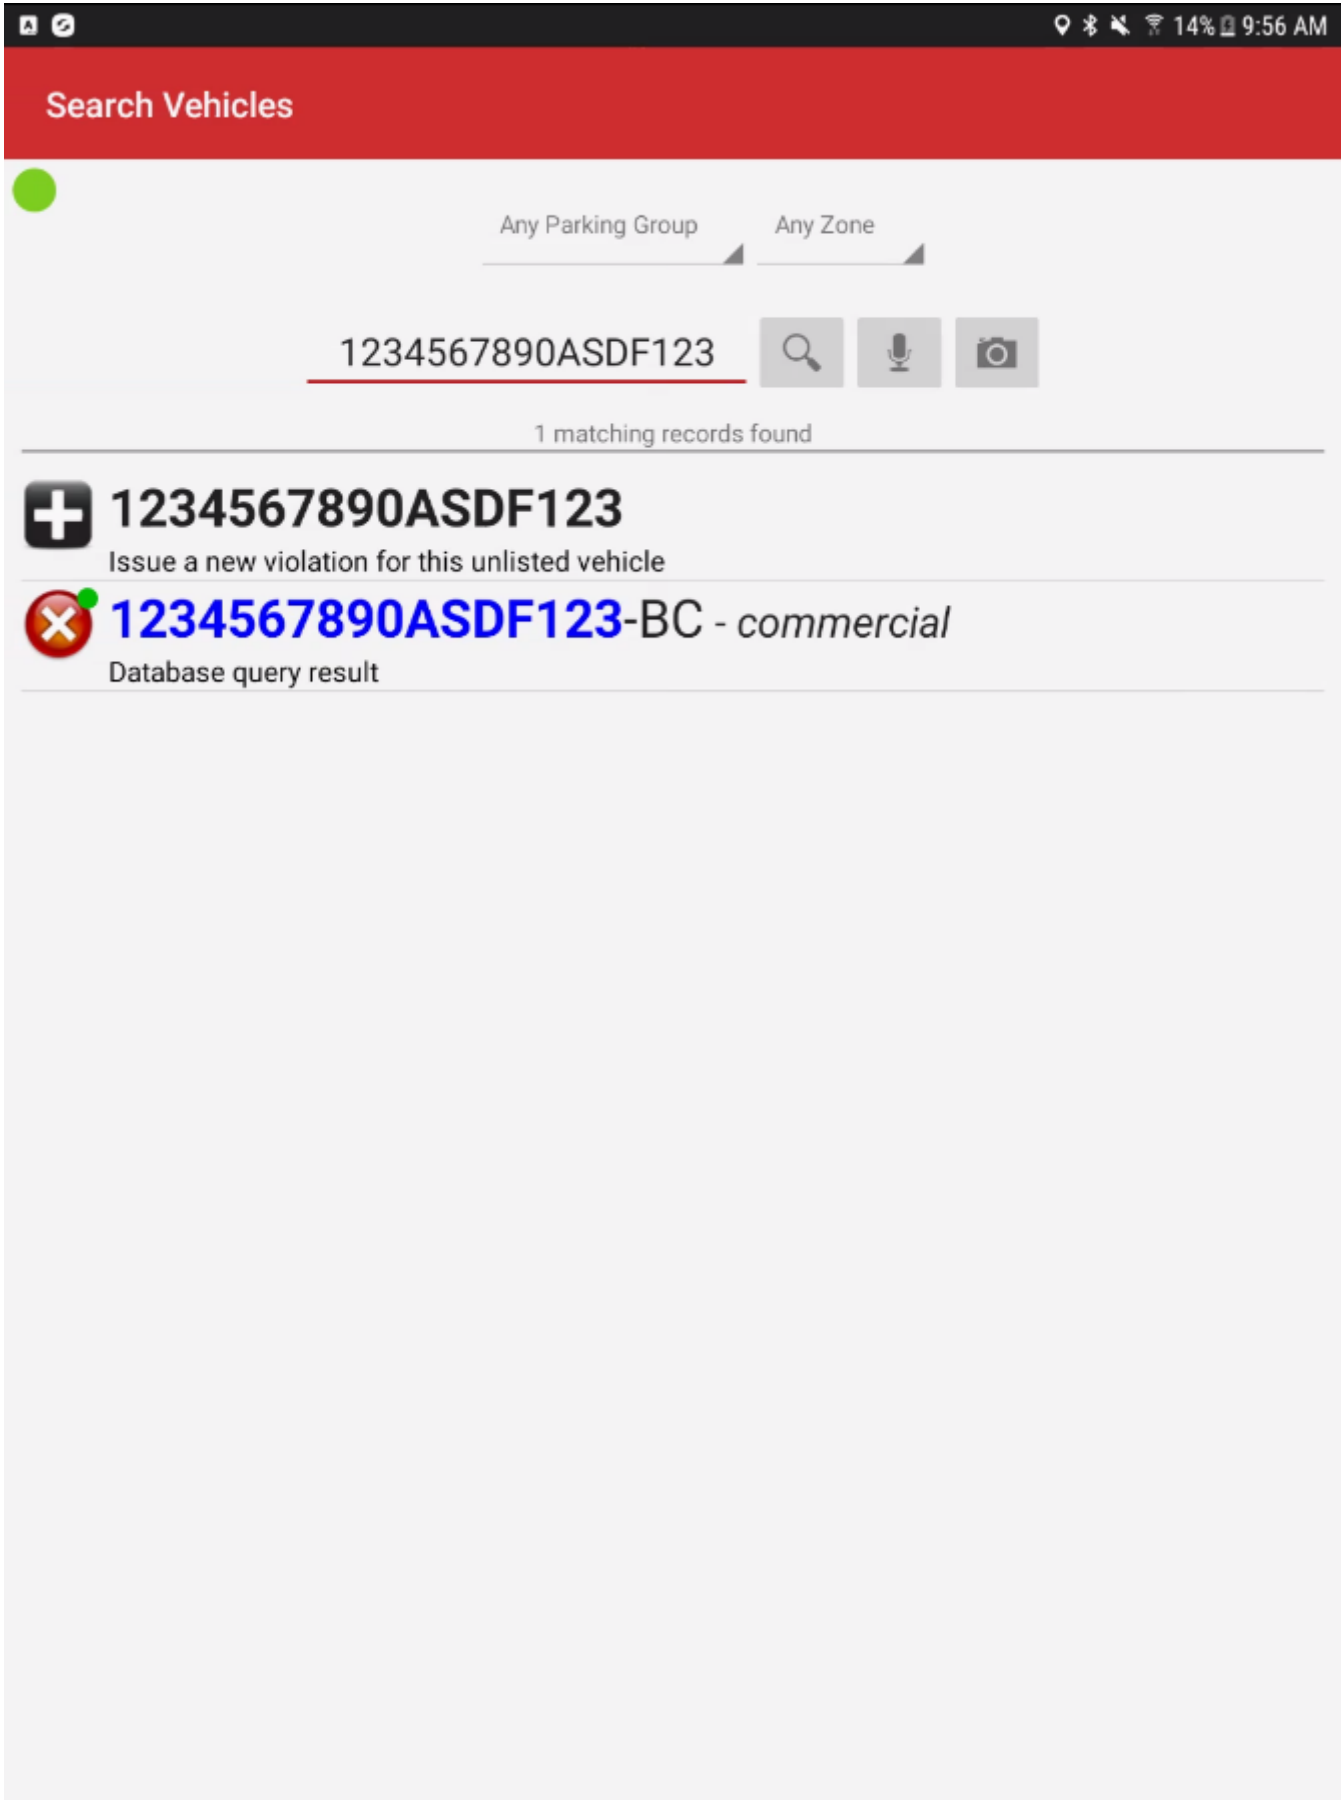 14% 9:56 AM
Search Vehicles
Any Parking Group Any Zone
1234567890ASDF123
1 matching records found
1234567890ASDF123
Issue a new violation for this unlisted vehicle
1234567890ASDF123-BC - commercial
Database query result